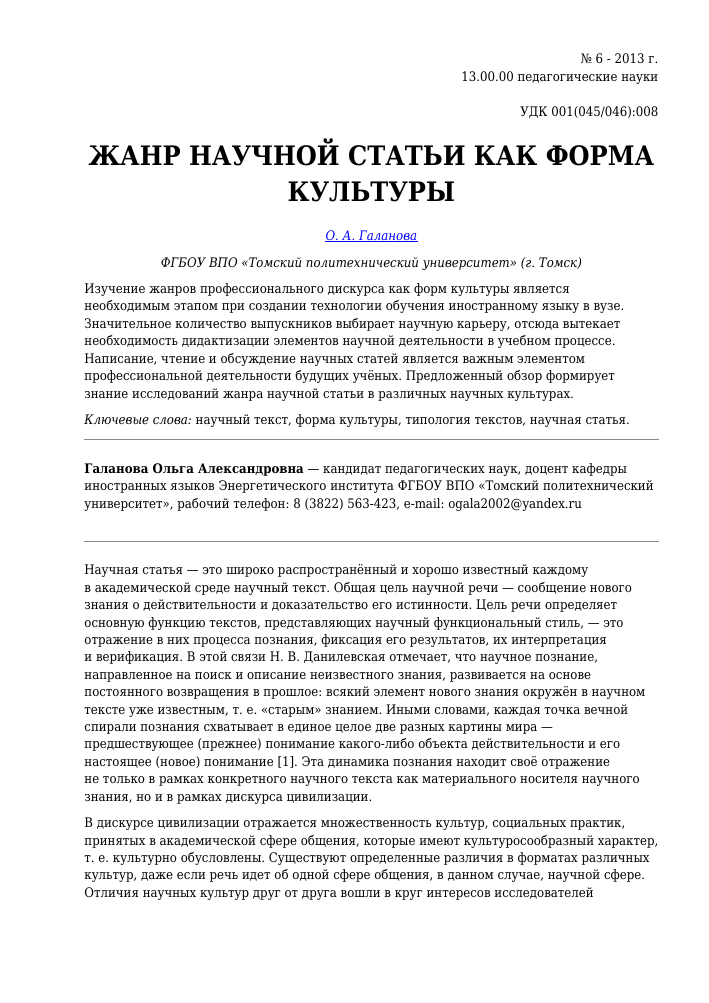 № 6 - 2013 г.
13.00.00 педагогические науки
УДК 001(045/046):008
ЖАНР НАУЧНОЙ СТАТЬИ КАК ФОРМА
КУЛЬТУРЫ
О. А. Галанова
ФГБОУ ВПО «Томский политехнический университет» (г. Томск)
Изучение жанров профессионального дискурса как форм культуры является
необходимым этапом при создании технологии обучения иностранному языку в вузе.
Значительное количество выпускников выбирает научную карьеру, отсюда вытекает
необходимость дидактизации элементов научной деятельности в учебном процессе.
Написание, чтение и обсуждение научных статей является важным элементом
профессиональной деятельности будущих учёных. Предложенный обзор формирует
знание исследований жанра научной статьи в различных научных культурах.
Ключевые слова: научный текст, форма культуры, типология текстов, научная статья.
Галанова Ольга Александровна — кандидат педагогических наук, доцент кафедры
иностранных языков Энергетического института ФГБОУ ВПО «Томский политехнический
университет», рабочий телефон: 8 (3822) 563-423, e-mail: ogala2002@yandex.ru
Научная статья — это широко распространённый и хорошо известный каждому
в академической среде научный текст. Общая цель научной речи — сообщение нового
знания о действительности и доказательство его истинности. Цель речи определяет
основную функцию текстов, представляющих научный функциональный стиль, — это
отражение в них процесса познания, фиксация его результатов, их интерпретация
и верификация. В этой связи Н. В. Данилевская отмечает, что научное познание,
направленное на поиск и описание неизвестного знания, развивается на основе
постоянного возвращения в прошлое: всякий элемент нового знания окружён в научном
тексте уже известным, т. е. «старым» знанием. Иными словами, каждая точка вечной
спирали познания схватывает в единое целое две разных картины мира —
предшествующее (прежнее) понимание какого-либо объекта действительности и его
настоящее (новое) понимание [1]. Эта динамика познания находит своё отражение
не только в рамках конкретного научного текста как материального носителя научного
знания, но и в рамках дискурса цивилизации.
В дискурсе цивилизации отражается множественность культур, социальных практик,
принятых в академической сфере общения, которые имеют культуросообразный характер,
т. е. культурно обусловлены. Существуют определенные различия в форматах различных
культур, даже если речь идет об одной сфере общения, в данном случае, научной сфере.
Отличия научных культур друг от друга вошли в круг интересов исследователей